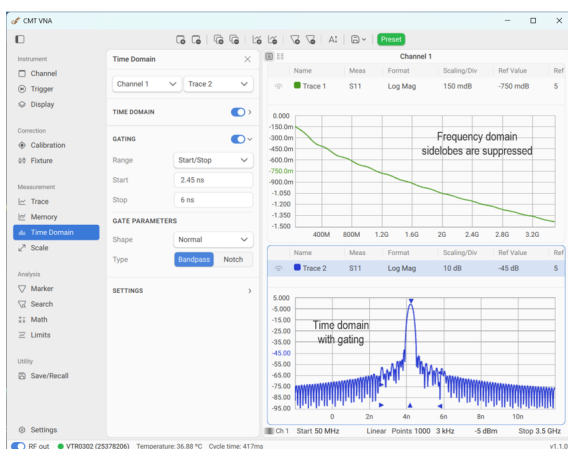 CMT VNA
Preset
Instrument
Channel
Trigger
Display
Correction
Calibration
Fixture
Measurement
Trace
Memory
Time Domain
Scale
Analysis
Marker
Search
Math
Limits
Utility
Save/Recall
Settings
Time Domain
Channel 1 Trace 2
TIME DOMAIN
GATING
Range Start/Stop
Start 2.45 ns
Stop 6 ns
GATE PARAMETERS
Shape Normal
Type Bandpass Notch
SETTINGS
Channel 1
Name Meas Format Scaling/Div Ref Value Ref
Trace 1 S11 Log Mag 150 mdB -750 mdB 5
0.000
-150.0m
-300.0m
-450.0m
-600.0m
-750.0m
-900.0m
-1.050
-1.200
-1.350
-1.500
Frequency domain
sidelobes are suppressed
400M 800M 1.2G 1.6G 2G 2.4G 2.8G 3.2G
Name Meas Format Scaling/Div Ref Value Ref
Trace 2 S11 Log Mag 10 dB -45 dB 5
5.000
-5.000
-15.00
-25.00
-35.00
-45.00
-55.00
-65.00
-75.00
-85.00
-95.00
Time domain
with gating
0 2n 4n 6n 8n 10n
Ch 1 Start 50 MHz Linear Points 1000 3 kHz -5 dBm Stop 3.5 GHz
RF out VTR0302 (25378206) Temperature: 36.88 °C Cycle time: 417ms v1.1.0